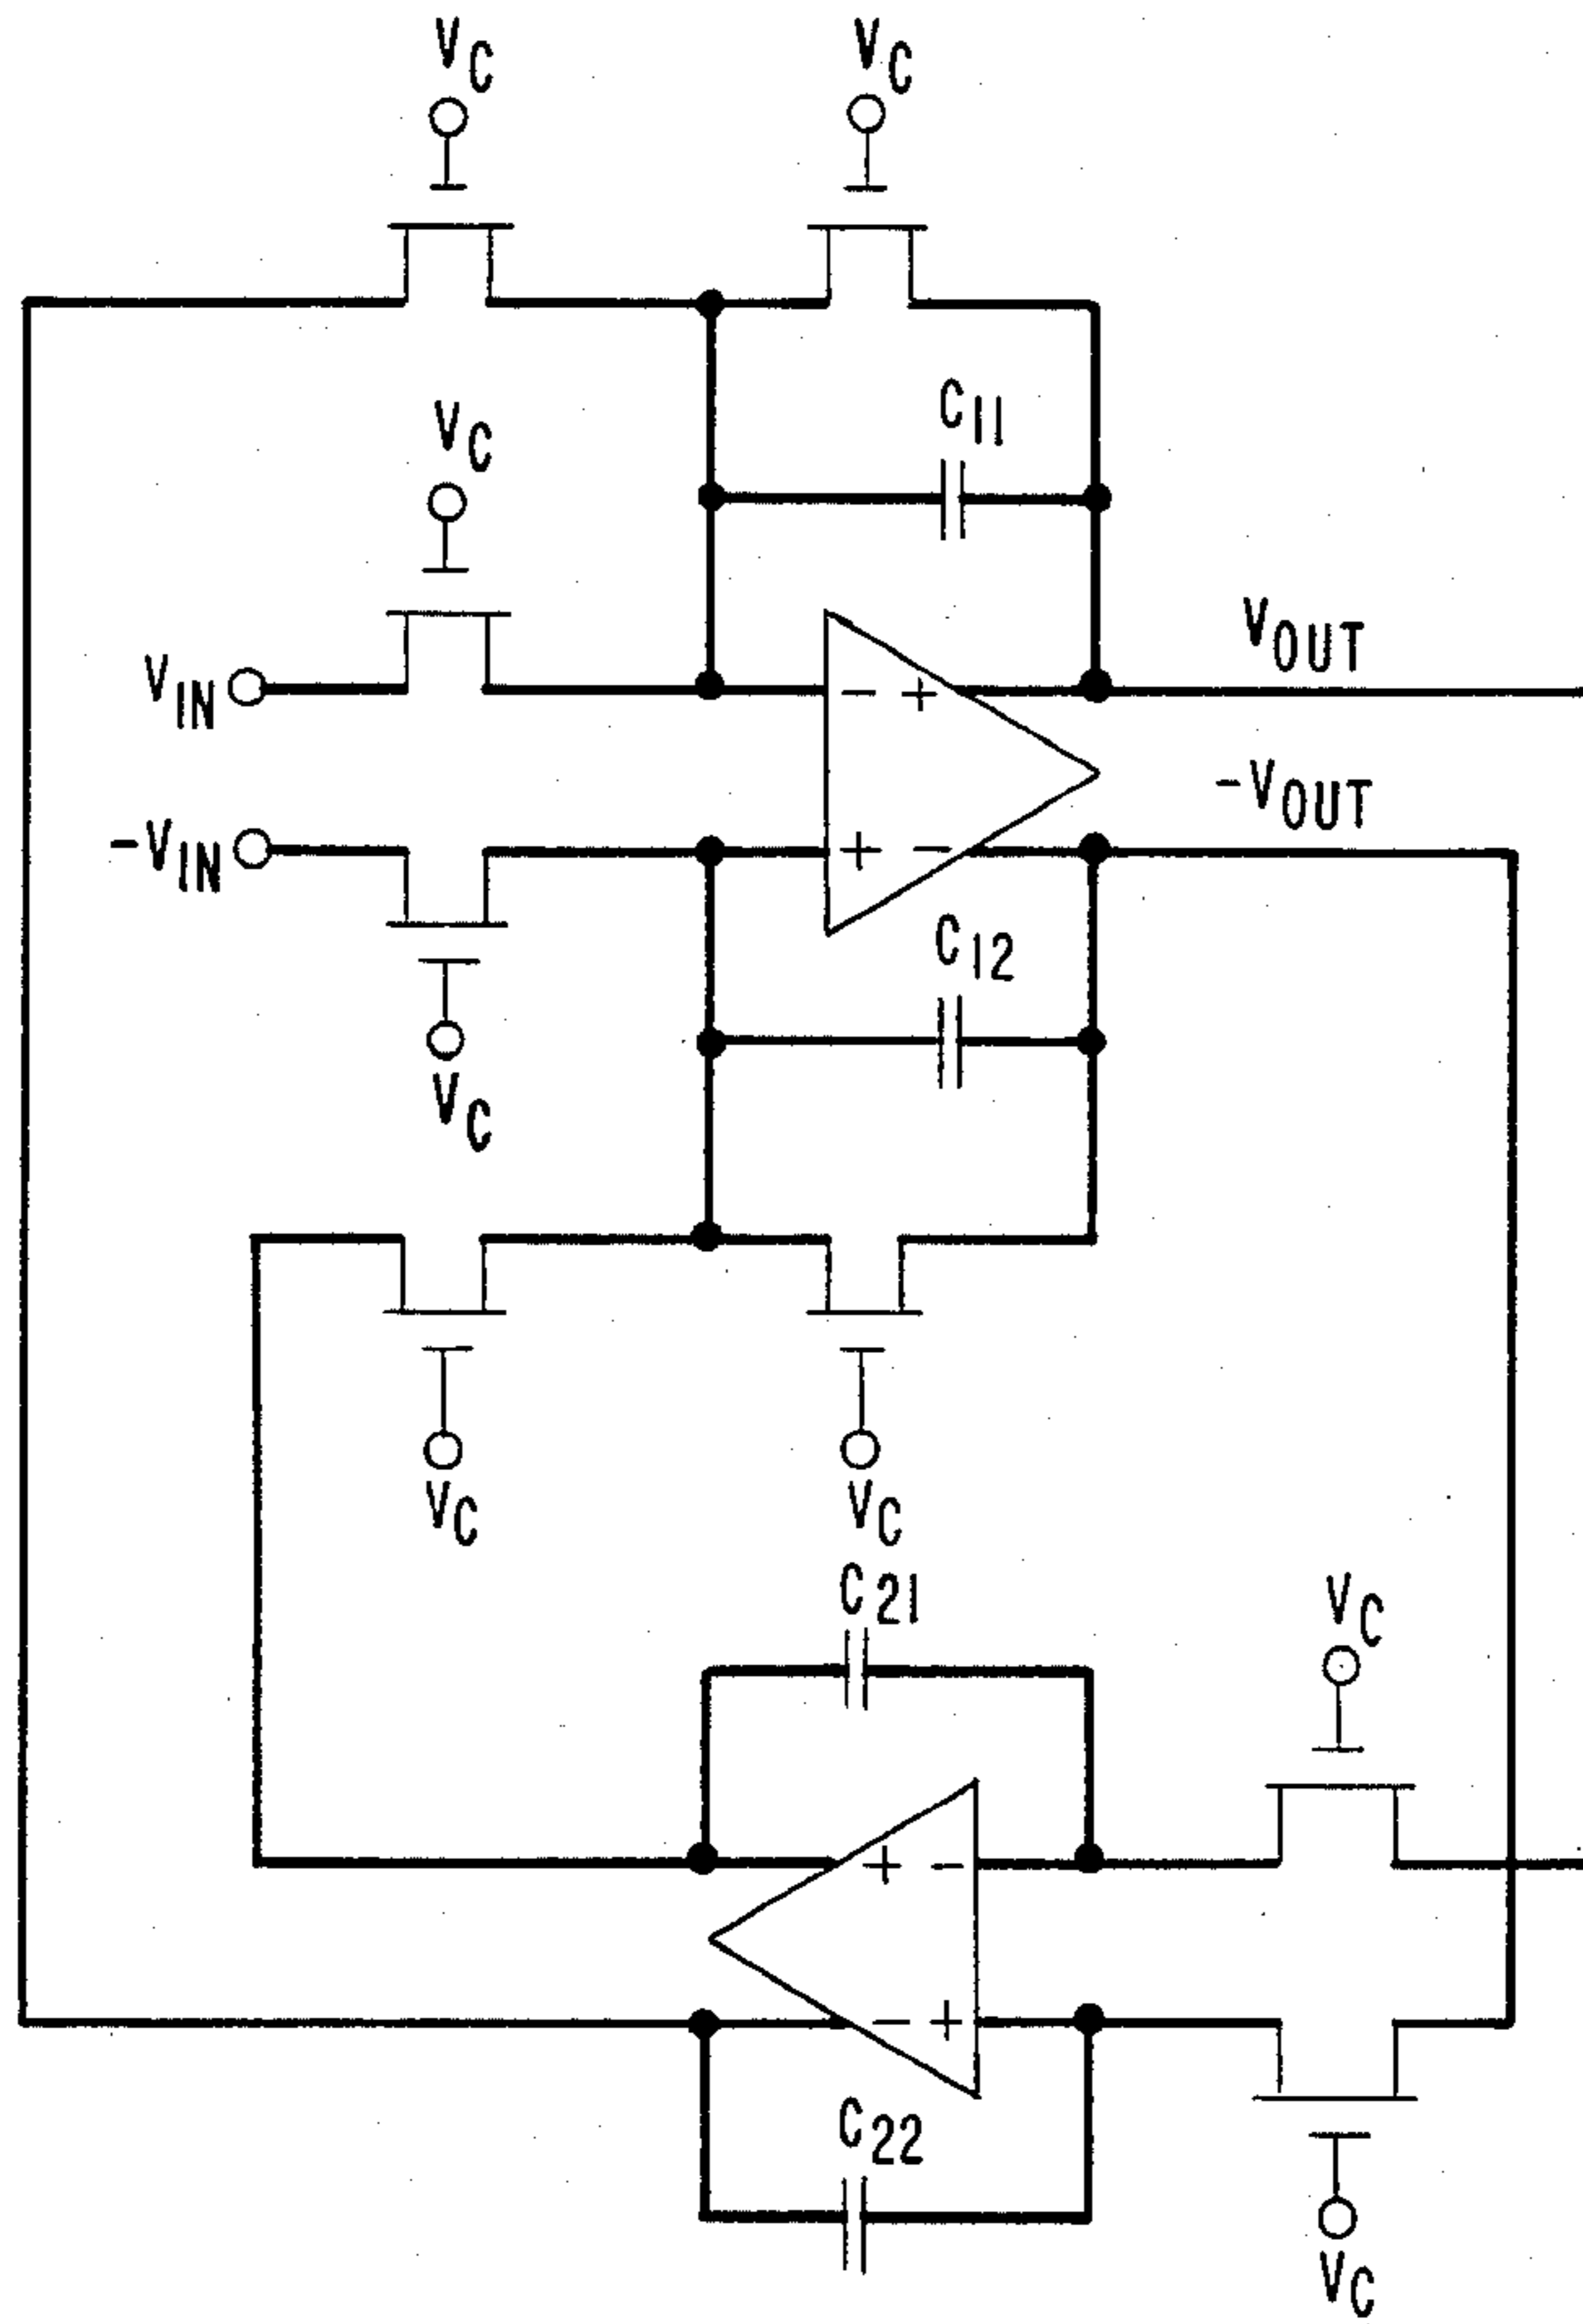 VC VC
C11
VC
VOUT
VIN
- +
-VOUT
-VIN
+ -
C12
VC
VC VC
C21
VC
+ -
- +
C22
VC